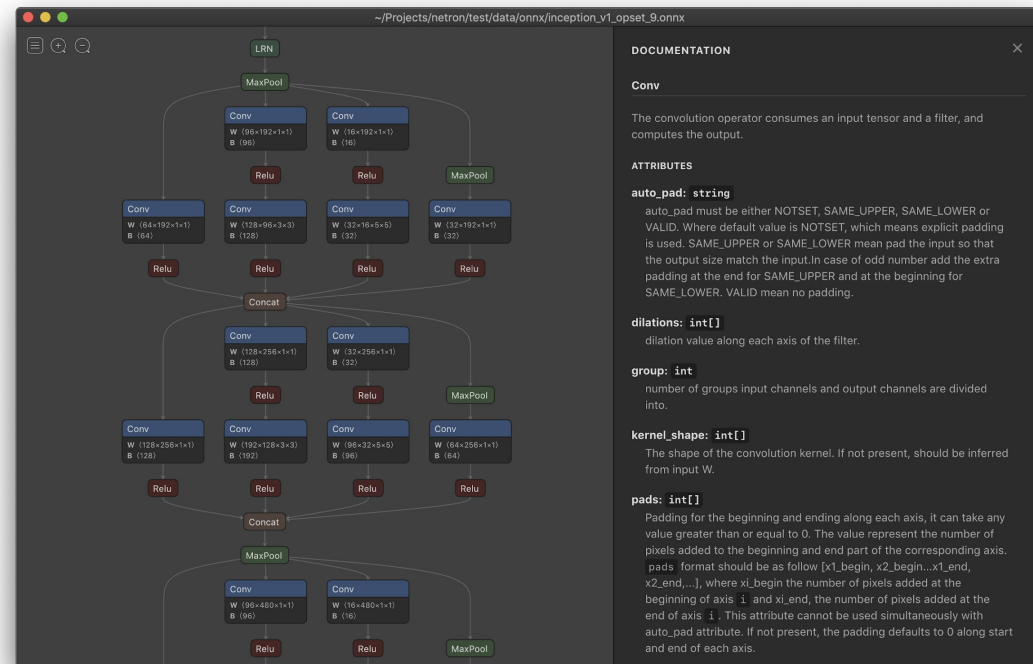 ~/Projects/netron/test/data/onnx/inception_v1_opset_9.onnx
LRN
MaxPool
Conv
W ⟨96×192×1×1⟩
B ⟨96⟩
Conv
W ⟨16×192×1×1⟩
B ⟨16⟩
Relu
Relu
MaxPool
Conv
W ⟨64×192×1×1⟩
B ⟨64⟩
Conv
W ⟨128×96×3×3⟩
B ⟨128⟩
Conv
W ⟨32×16×5×5⟩
B ⟨32⟩
Conv
W ⟨32×192×1×1⟩
B ⟨32⟩
Relu
Relu
Relu
Relu
Concat
Conv
W ⟨128×256×1×1⟩
B ⟨128⟩
Conv
W ⟨32×256×1×1⟩
B ⟨32⟩
Relu
Relu
MaxPool
Conv
W ⟨128×256×1×1⟩
B ⟨128⟩
Conv
W ⟨192×128×3×3⟩
B ⟨192⟩
Conv
W ⟨96×32×5×5⟩
B ⟨96⟩
Conv
W ⟨64×256×1×1⟩
B ⟨64⟩
Relu
Relu
Relu
Relu
Concat
MaxPool
Conv
W ⟨96×480×1×1⟩
B ⟨96⟩
Conv
W ⟨16×480×1×1⟩
B ⟨16⟩
Relu
Relu
MaxPool
DOCUMENTATION
Conv
The convolution operator consumes an input tensor and a filter, and
computes the output.
ATTRIBUTES
auto_pad: string
auto_pad must be either NOTSET, SAME_UPPER, SAME_LOWER or
VALID. Where default value is NOTSET, which means explicit padding
is used. SAME_UPPER or SAME_LOWER mean pad the input so that
the output size match the input.In case of odd number add the extra
padding at the end for SAME_UPPER and at the beginning for
SAME_LOWER. VALID mean no padding.
dilations: int[]
dilation value along each axis of the filter.
group: int
number of groups input channels and output channels are divided
into.
kernel_shape: int[]
The shape of the convolution kernel. If not present, should be inferred
from input W.
pads: int[]
Padding for the beginning and ending along each axis, it can take any
value greater than or equal to 0. The value represent the number of
pixels added to the beginning and end part of the corresponding axis.
pads format should be as follow [x1_begin, x2_begin...x1_end,
x2_end,...], where xi_begin the number of pixels added at the
beginning of axis i and xi_end, the number of pixels added at the
end of axis i. This attribute cannot be used simultaneously with
auto_pad attribute. If not present, the padding defaults to 0 along start
and end of each axis.